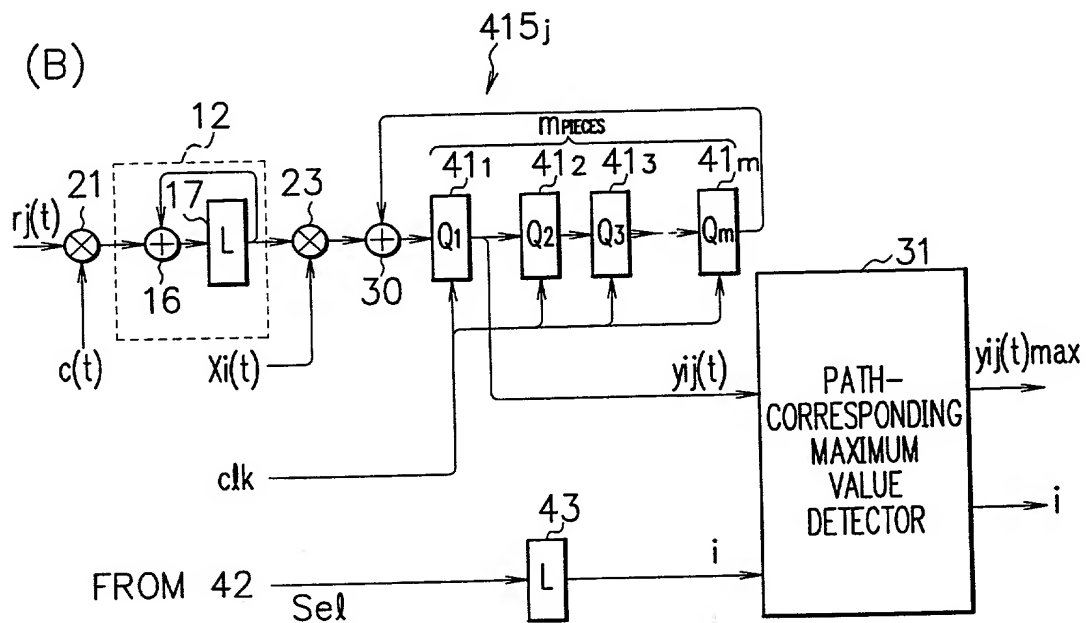 415j
(B)
m PIECES
12
41₁ 41₂ 41₃ 41m
21 17 23
rj(t)
L Q1 Q2 Q3 Qm
16 30 31
c(t) Xi(t) yij(t) yij(t)max
PATH-
CORRESPONDING
MAXIMUM
VALUE
DETECTOR
clk
43
i
i
L
FROM 42
Sel